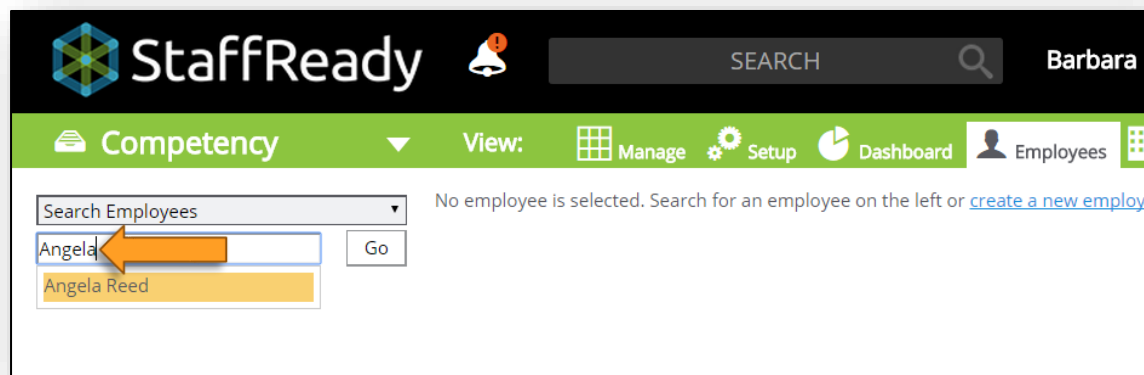 StaffReady
SEARCH
Barbara
Competency
View:
Manage
Setup
Dashboard
Employees
Search Employees
No employee is selected. Search for an employee on the left or create a new employ
Angela
Go
Angela Reed